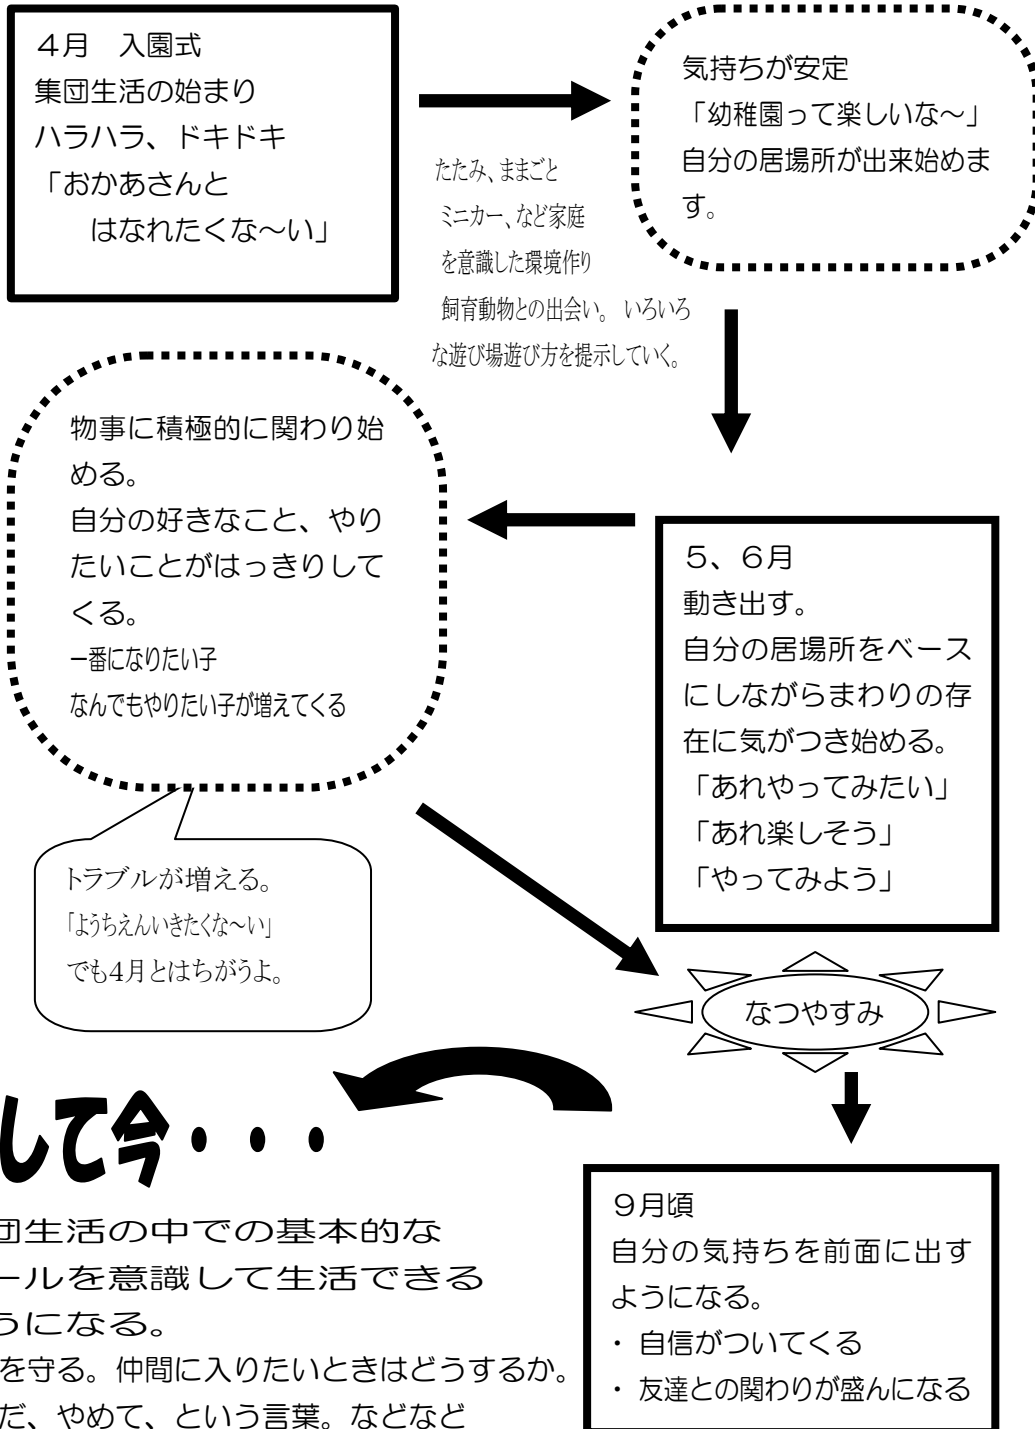 4月　入園式
集団生活の始まり
ハラハラ、ドキドキ
「おかあさんと
はなれたくな～い」
気持ちが安定
「幼稚園って楽しいな～」
自分の居場所が出来始めま
す。
たたみ、ままごと
ミニカー、など家庭
を意識した環境作り
飼育動物との出会い。いろいろ
な遊び場遊び方を提示していく。
物事に積極的に関わり始
める。
自分の好きなこと、やり
たいことがはっきりして
くる。
一番になりたい子
なんでもやりたい子が増えてくる
5、6月
動き出す。
自分の居場所をベース
にしながらまわりの存
在に気がつき始める。
「あれやってみたい」
「あれ楽しそう」
「やってみよう」
トラブルが増える。
「ようちえんいきたくな～い」
でも4月とはちがうよ。
なつやすみ
9月頃
自分の気持ちを前面に出す
ようになる。
・自信がついてくる
・友達との関わりが盛んになる
して今・・・
団生活の中での基本的な
ールを意識して生活できる
うになる。
を守る。仲間に入りたいときはどうするか。
だ、やめて、という言葉。などなど